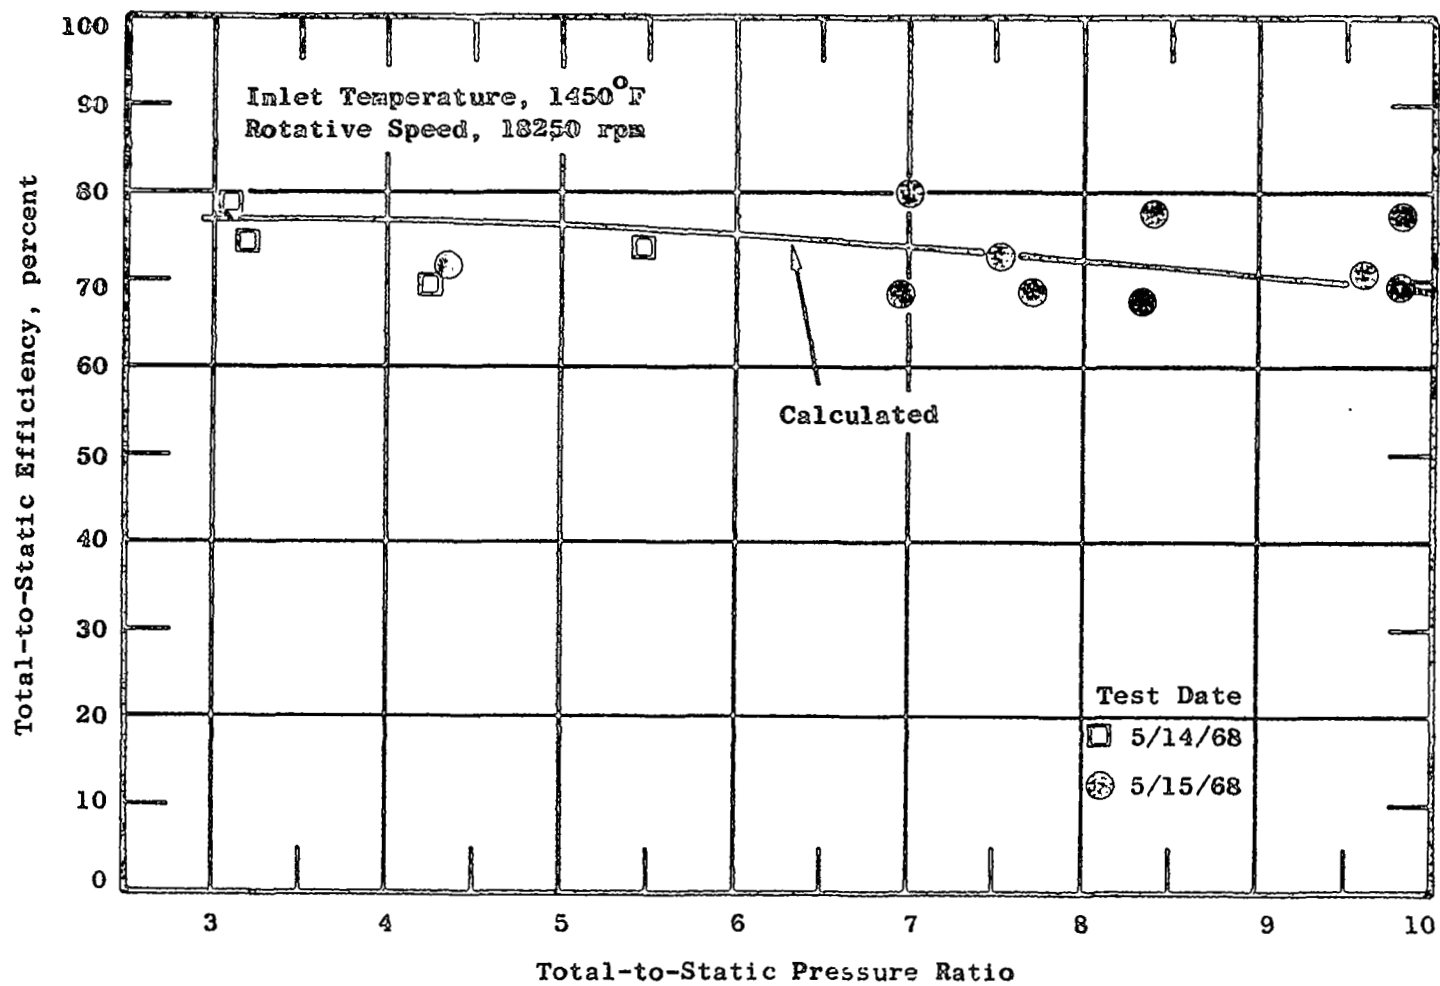 100
90
80
70
60
50
40
30
20
10
0
Total-to-Static Efficiency, percent
Inlet Temperature, 1450°F
Rotative Speed, 18250 rpm
Calculated
Test Date
5/14/68
5/15/68
3 4 5 6 7 8 9 10
Total-to-Static Pressure Ratio